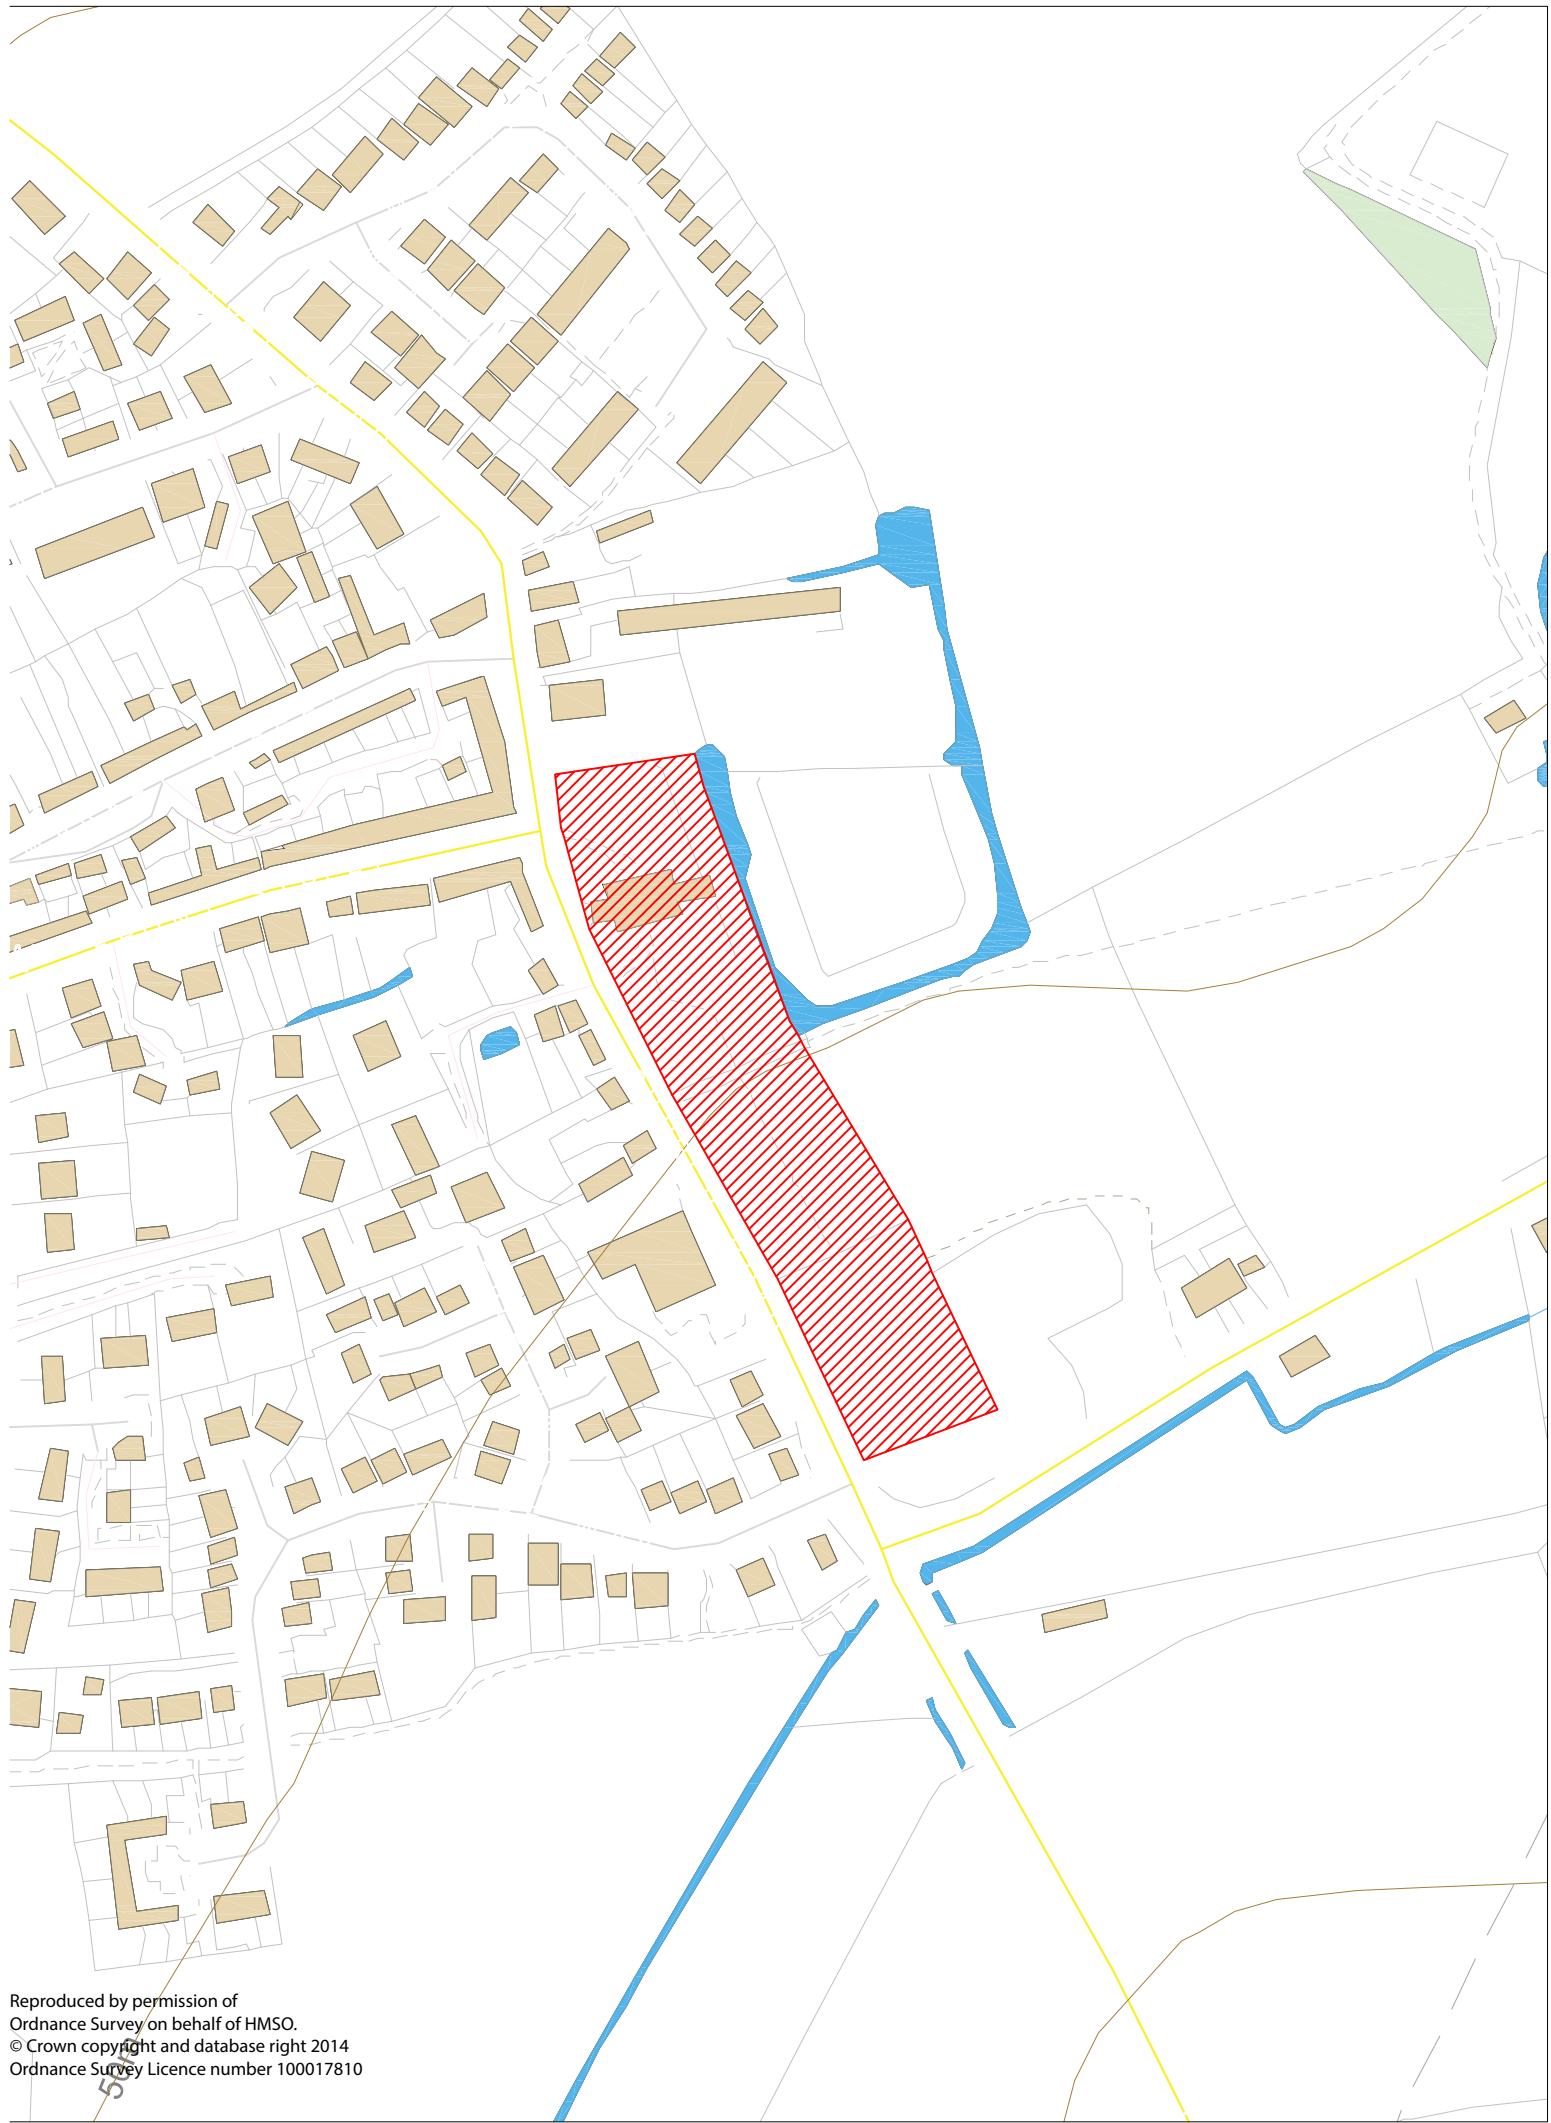 Reproduced by permission of
Ordnance Survey on behalf of HMSO.
© Crown copyright and database right 2014
Ordnance Survey Licence number 100017810
50m